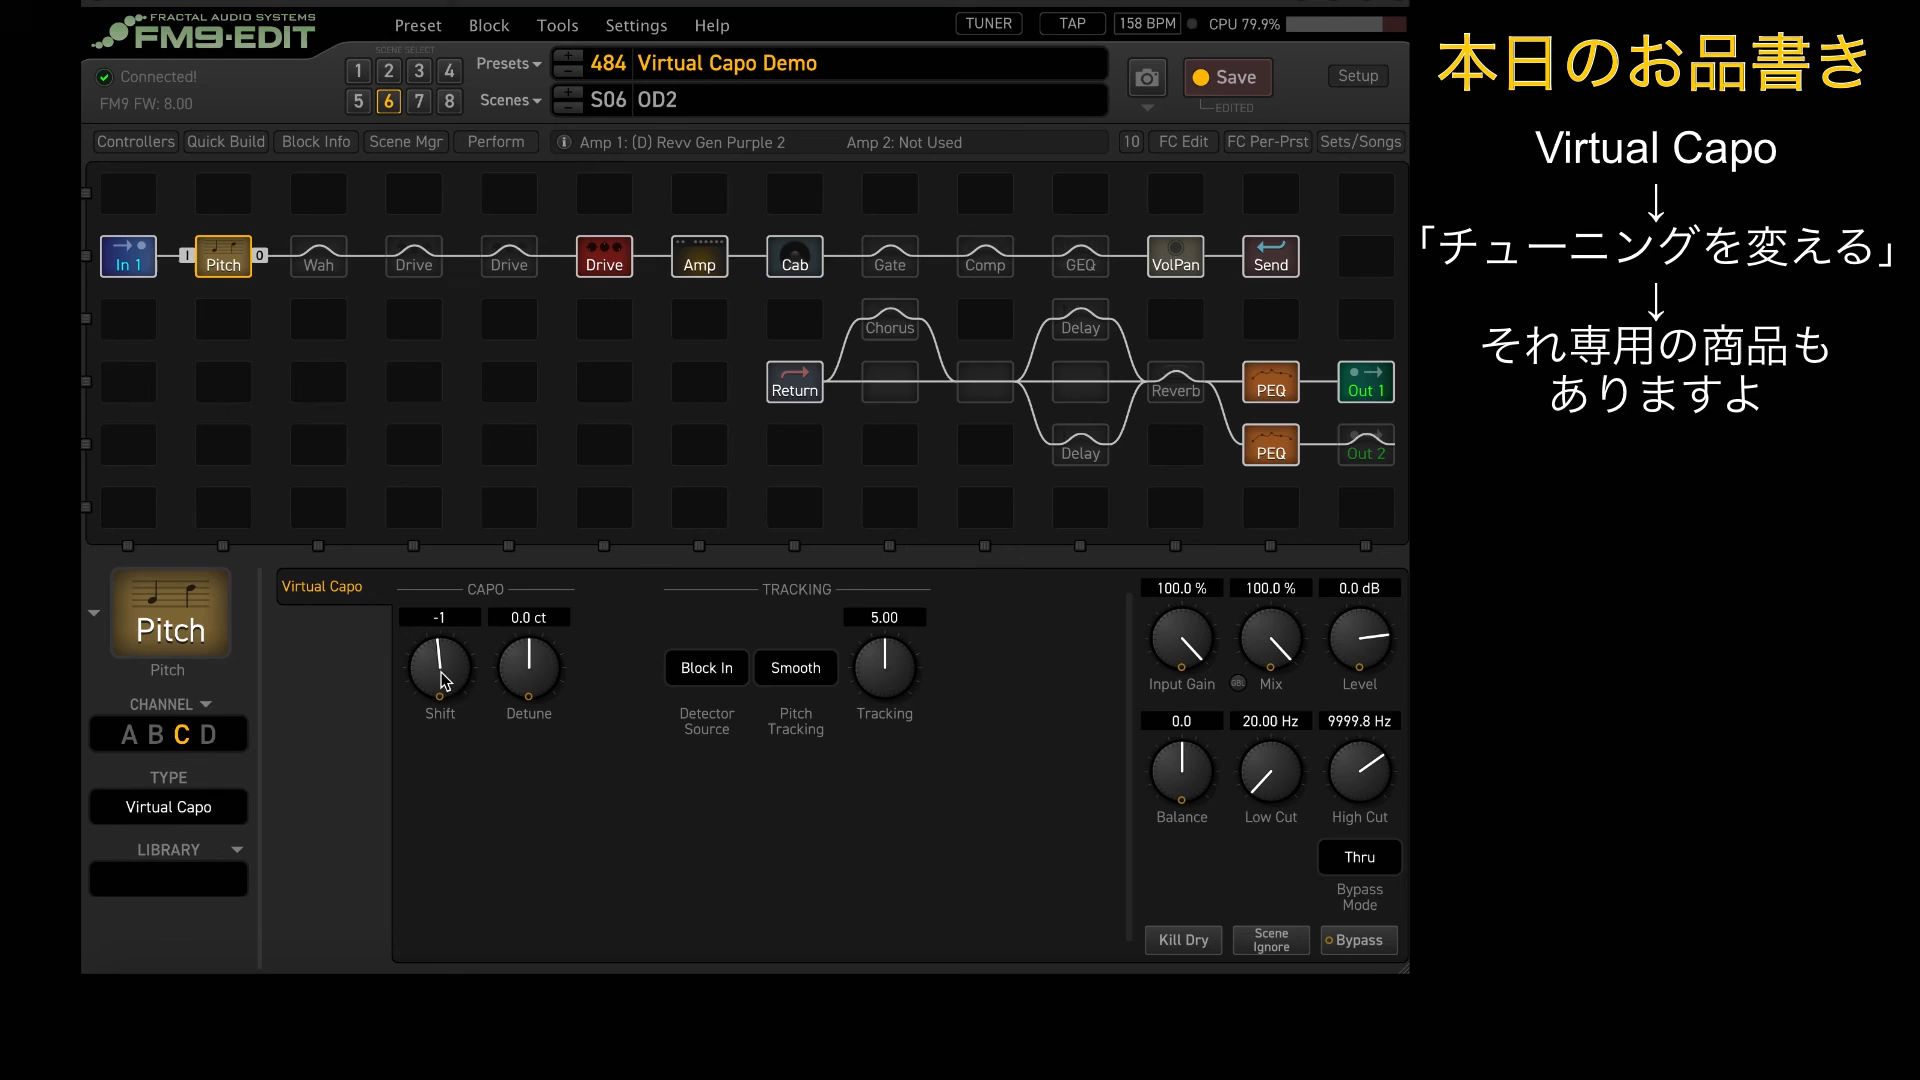 FRACTAL AUDIO SYSTEMS
FM9-EDIT
Preset Block Tools Settings Help
TUNER TAP 158 BPM CPU 79.9%
Connected!
FM9 FW: 8.00
SCENE SELECT
1 2 3 4
5 6 7 8
Presets 484 Virtual Capo Demo
Scenes S06 OD2
Save
EDITED
Setup
Controllers Quick Build Block Info Scene Mgr Perform
Amp 1: (D) Revv Gen Purple 2 Amp 2: Not Used
10 FC Edit FC Per-Prst Sets/Songs
In 1 I Pitch O Wah Drive Drive Drive Amp Cab Gate Comp GEQ VolPan Send
Chorus Delay
Return Reverb PEQ Out 1
Delay PEQ Out 2
Pitch
Pitch
CHANNEL
A B C D
TYPE
Virtual Capo
LIBRARY
Virtual Capo
CAPO
-1 0.0 ct
Shift Detune
TRACKING
5.00
Block In Smooth
Detector Source
Pitch Tracking
Tracking
100.0 % 100.0 % 0.0 dB
Input Gain GBL Mix Level
0.0 20.00 Hz 9999.8 Hz
Balance Low Cut High Cut
Thru
Bypass Mode
Kill Dry Scene Ignore Bypass
本日のお品書き
Virtual Capo
↓
「チューニングを変える」
↓
それ専用の商品も
ありますよ